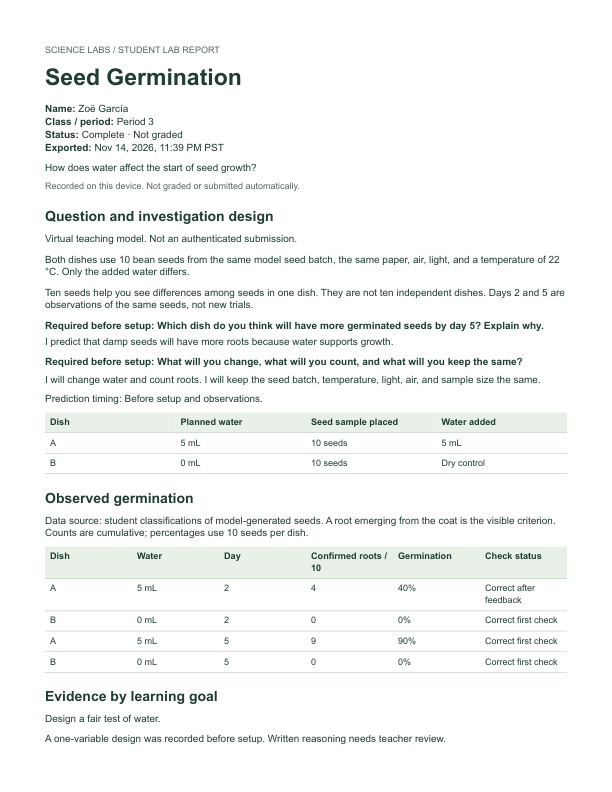 SCIENCE LABS / STUDENT LAB REPORT
Seed Germination
Name: Zoë García
Class / period: Period 3
Status: Complete · Not graded
Exported: Nov 14, 2026, 11:39 PM PST
How does water affect the start of seed growth?
Recorded on this device. Not graded or submitted automatically.
Question and investigation design
Virtual teaching model. Not an authenticated submission.
Both dishes use 10 bean seeds from the same model seed batch, the same paper, air, light, and a temperature of 22
°C. Only the added water differs.
Ten seeds help you see differences among seeds in one dish. They are not ten independent dishes. Days 2 and 5 are
observations of the same seeds, not new trials.
Required before setup: Which dish do you think will have more germinated seeds by day 5? Explain why.
I predict that damp seeds will have more roots because water supports growth.
Required before setup: What will you change, what will you count, and what will you keep the same?
I will change water and count roots. I will keep the seed batch, temperature, light, air, and sample size the same.
Prediction timing: Before setup and observations.
Dish Planned water Seed sample placed Water added
A 5 mL 10 seeds 5 mL
B 0 mL 10 seeds Dry control
Observed germination
Data source: student classifications of model-generated seeds. A root emerging from the coat is the visible criterion.
Counts are cumulative; percentages use 10 seeds per dish.
Dish Water Day Confirmed roots / Germination Check status
10
A 5 mL 2 4 40% Correct after
feedback
B 0 mL 2 0 0% Correct first check
A 5 mL 5 9 90% Correct first check
B 0 mL 5 0 0% Correct first check
Evidence by learning goal
Design a fair test of water.
A one-variable design was recorded before setup. Written reasoning needs teacher review.